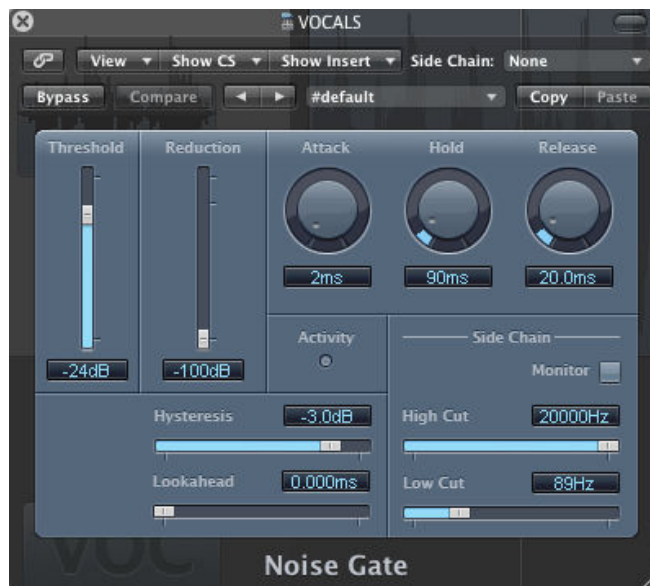 VOCALS
View Show CS Show Insert Side Chain: None
Bypass Compare #default Copy Paste
Threshold Reduction Attack Hold Release
2ms 90ms 20.0ms
Activity Side Chain
-24dB -100dB Monitor
Hysteresis -3.0dB High Cut 20000Hz
Lookahead 0.000ms Low Cut 89Hz
VOC
Noise Gate